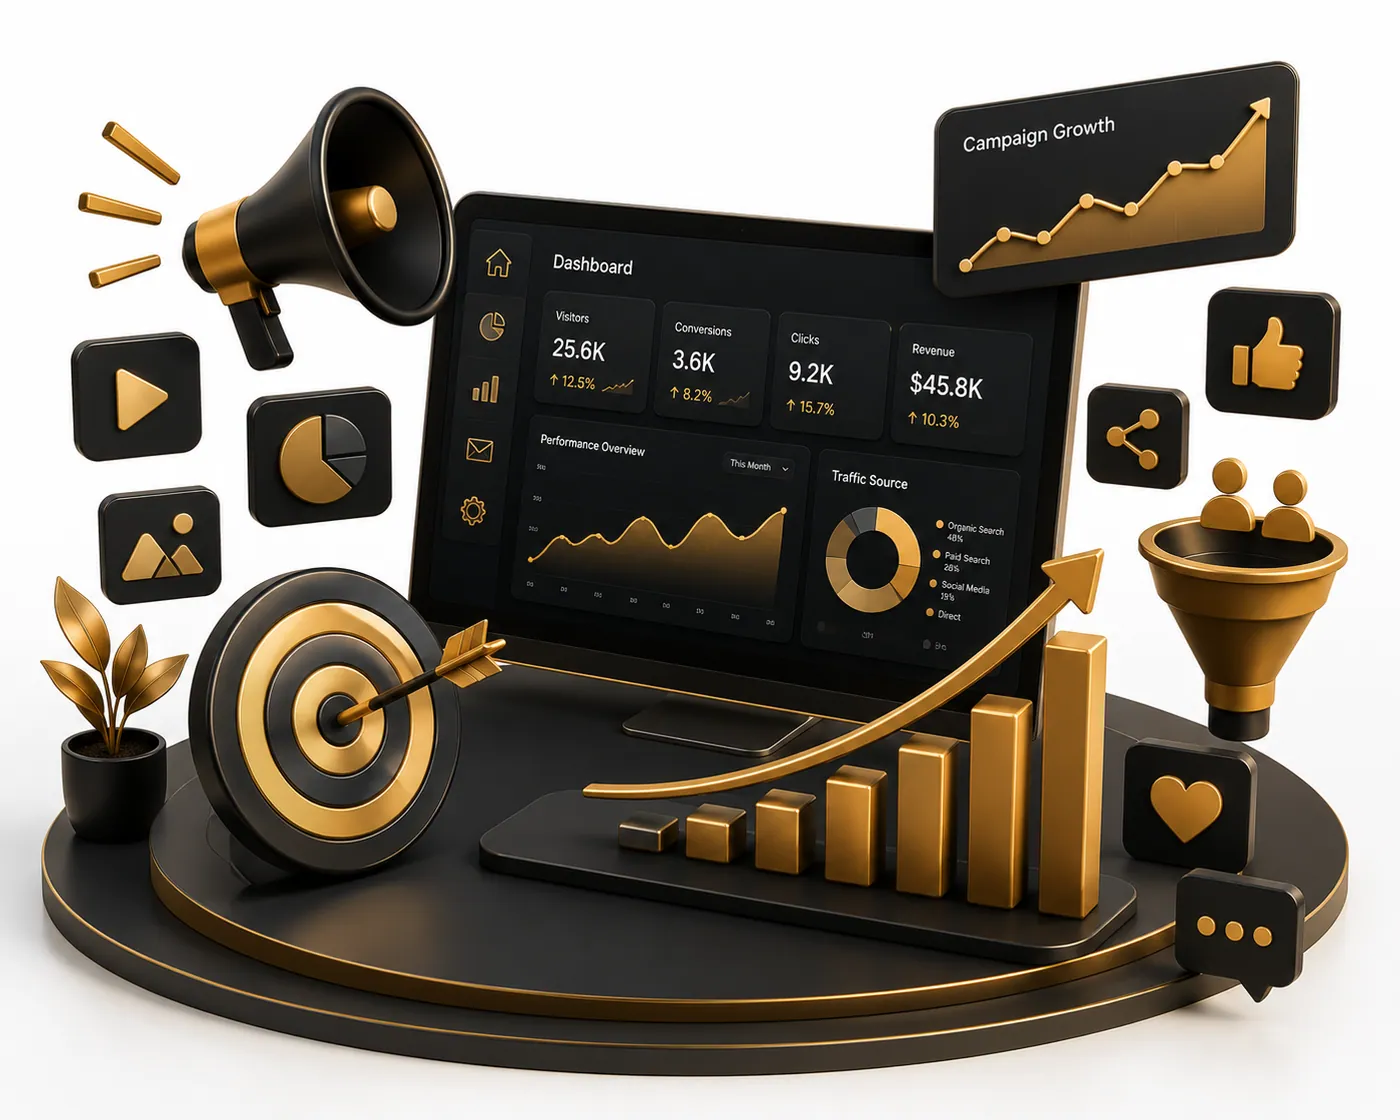 Campaign Growth
Dashboard
Visitors
25.6K
↑ 12.5%
Conversions
3.6K
↑ 8.2%
Clicks
9.2K
↑ 15.7%
Revenue
$45.8K
↑ 10.3%
Performance Overview
This Month
Traffic Source
Organic Search
48%
Paid Search
28%
Social Media
19%
Direct